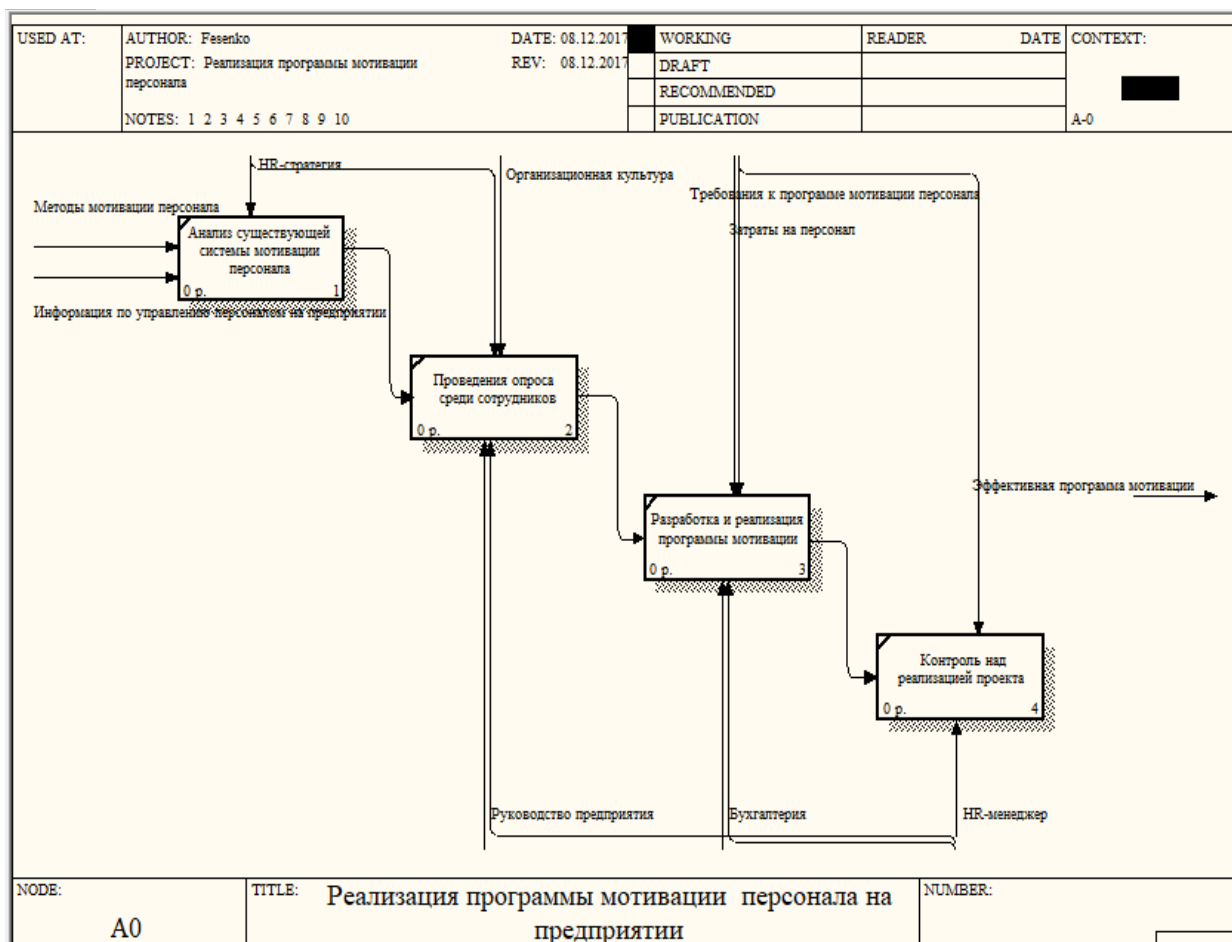 USED AT:
AUTHOR: Fesenko
DATE: 08.12.2017
WORKING
READER
DATE
CONTEXT:
PROJECT: Реализация программы мотивации
персонала
REV: 08.12.2017
DRAFT
RECOMMENDED
NOTES: 1 2 3 4 5 6 7 8 9 10
PUBLICATION
A-0
HR-стратегия
Организационная культура
Требования к программе мотивации персонала
Методы мотивации персонала
Затраты на персонал
Анализ существующей
системы мотивации
персонала
0 р. 1
Информация по управлению персоналом на предприятии
Проведения опроса
среди сотрудников
0 р. 2
Эффективная программа мотивации
Разработка и реализация
программы мотивации
0 р. 3
Контроль над
реализацией проекта
0 р. 4
Руководство предприятия
Бухгалтерия
HR-менеджер
NODE:
TITLE:
Реализация программы мотивации персонала на
предприятии
NUMBER:
A0